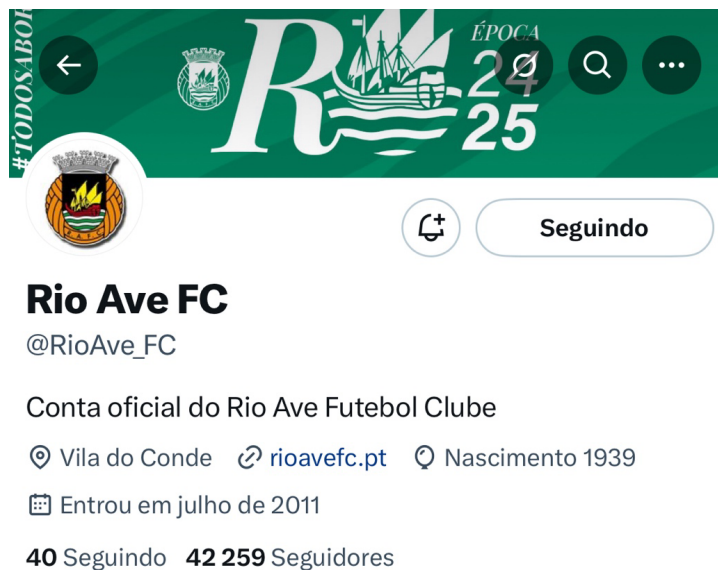 #TODOSABOR
ÉPOCA
24
25
R
Seguindo
Rio Ave FC
@RioAve_FC
Conta oficial do Rio Ave Futebol Clube
Vila do Conde rioavefc.pt Nascimento 1939
Entrou em julho de 2011
40 Seguindo 42 259 Seguidores